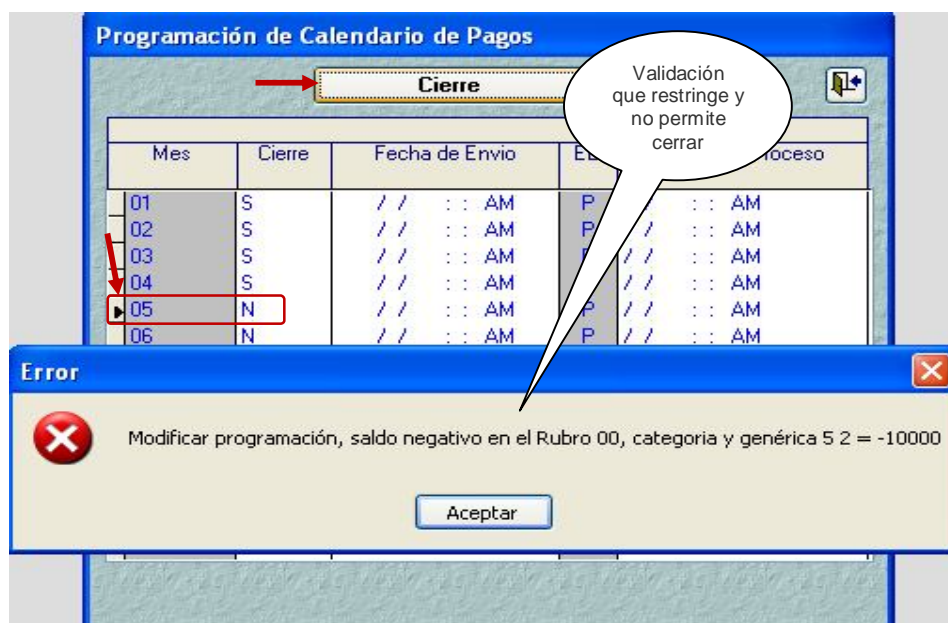 Programación de Calendario de Pagos
Cierre
Validación
que restringe y
no permite
cerrar
Mes Cierre Fecha de Envio
01 S / / : : AM P / : : AM
02 S / / : : AM P : : AM
03 S / / : : AM / / : : AM
04 S / / : : AM / / : : AM
05 N / / : : AM P / / : : AM
06 N / / : : AM P / / : : AM
Error
Modificar programación, saldo negativo en el Rubro 00, categoria y genérica 5 2 = -10000
Aceptar